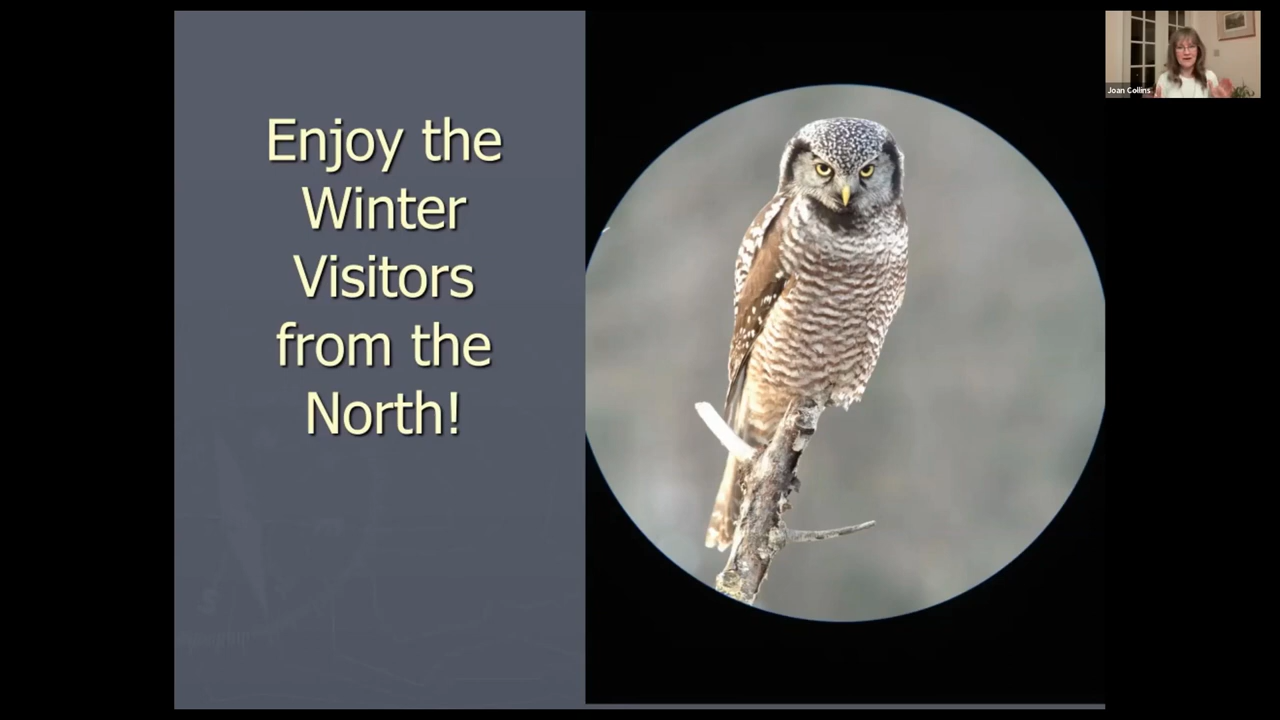 Enjoy the
Winter
Visitors
from the
North!
Joan Collins